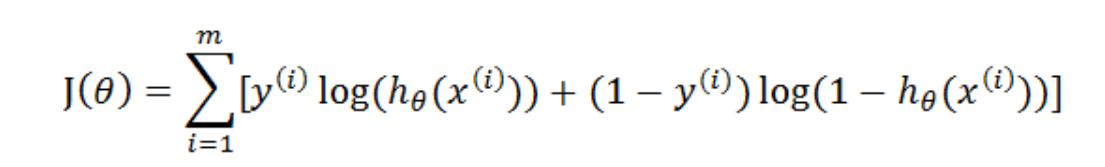 J(θ) = ∑_{i=1}^{m} [y^{(i)} log(h_θ(x^{(i)})) + (1 − y^{(i)}) log(1 − h_θ(x^{(i)}))]